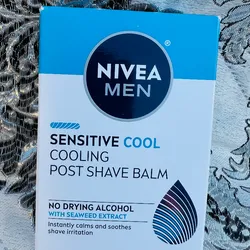 NIVEA
MEN
SENSITIVE COOL
COOLING
POST SHAVE BALM
NO DRYING ALCOHOL
WITH SEAWEED EXTRACT
Instantly calms and soothes
shave irritation